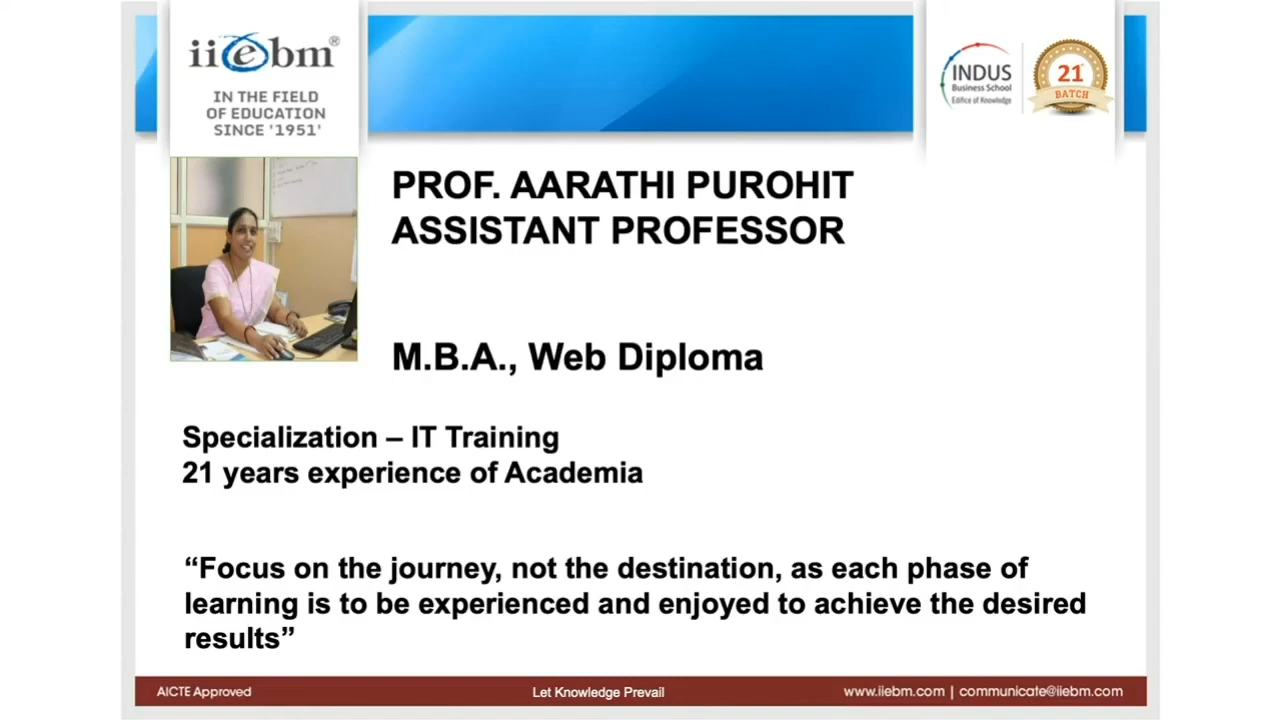 iiebm®
IN THE FIELD
OF EDUCATION
SINCE '1951'
INDUS
Business School
Edifice of Knowledge
21
BATCH
PROF. AARATHI PUROHIT
ASSISTANT PROFESSOR
M.B.A., Web Diploma
Specialization – IT Training
21 years experience of Academia
“Focus on the journey, not the destination, as each phase of
learning is to be experienced and enjoyed to achieve the desired
results”
AICTE Approved
Let Knowledge Prevail
www.iiebm.com | communicate@iiebm.com